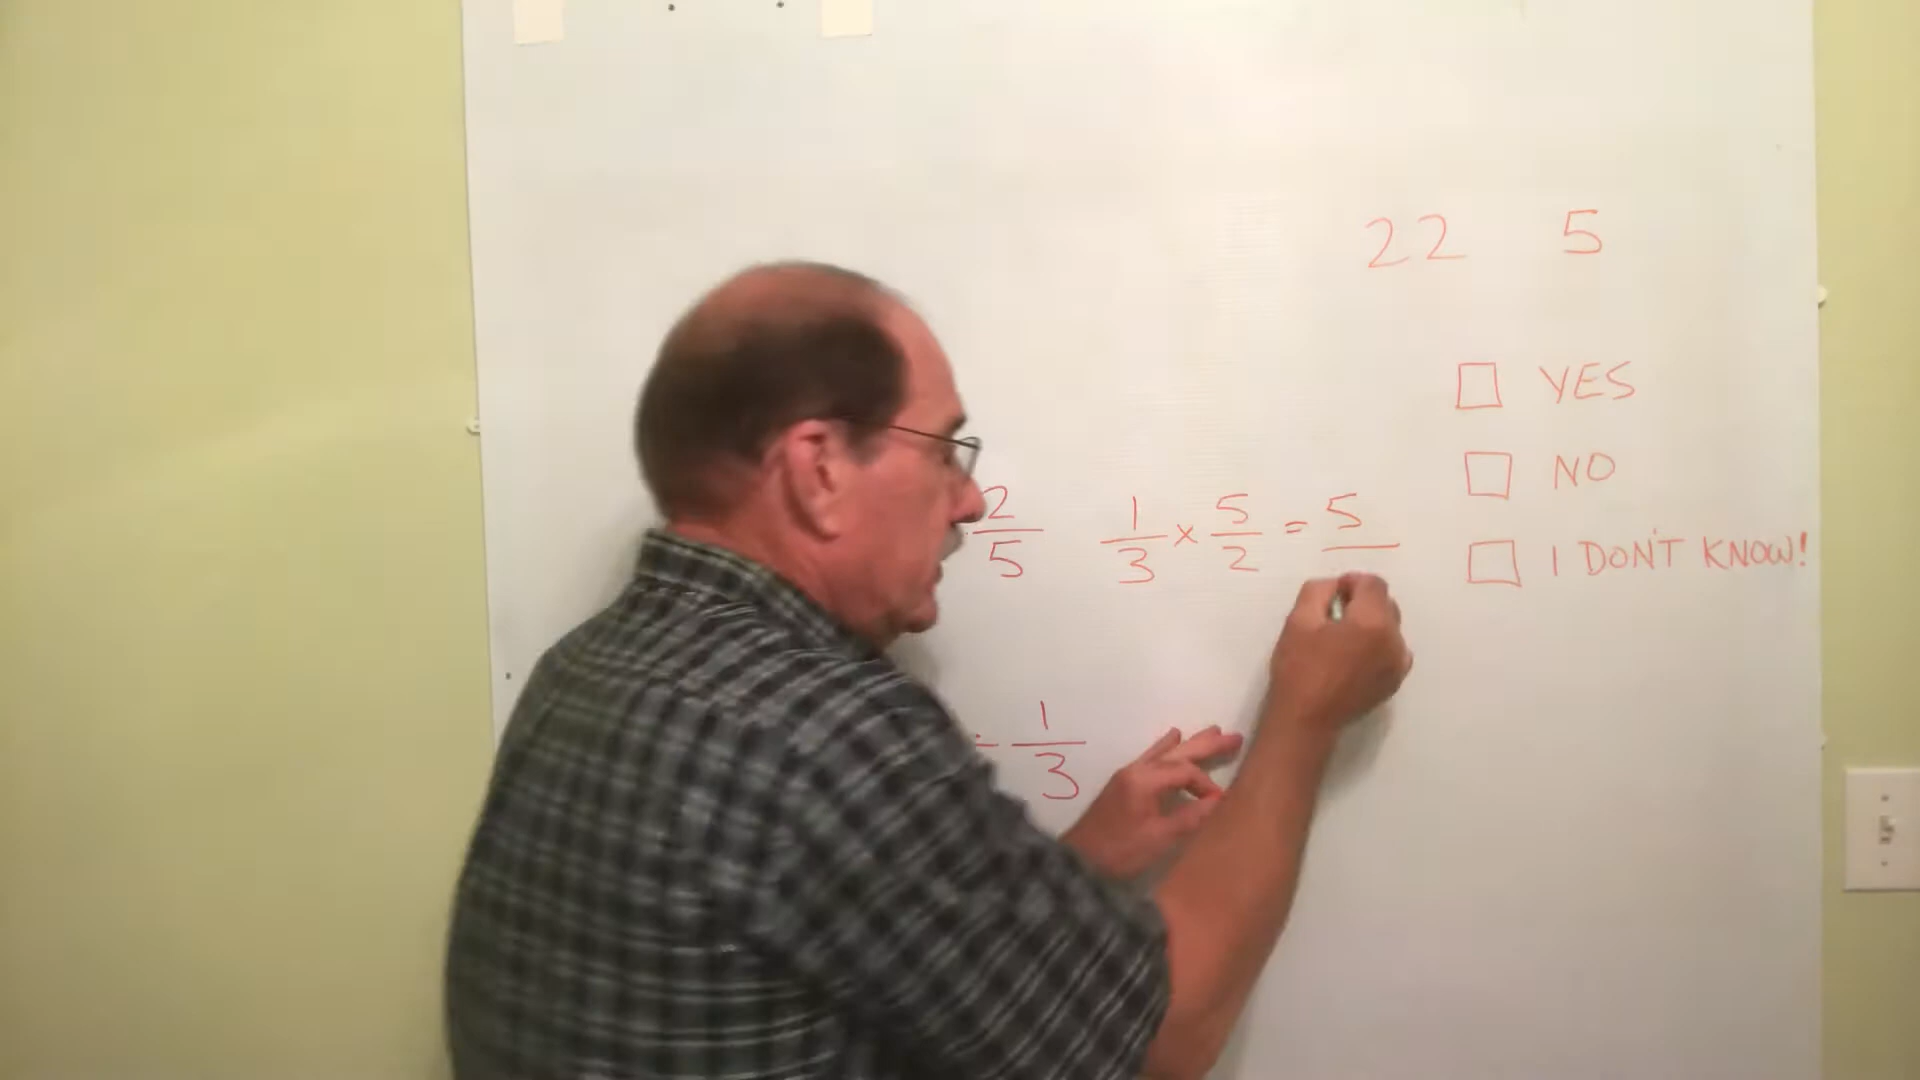 22 5
YES
NO
2/5 1/3 × 5/2 = 5/
I DON'T KNOW!
÷ 1/3